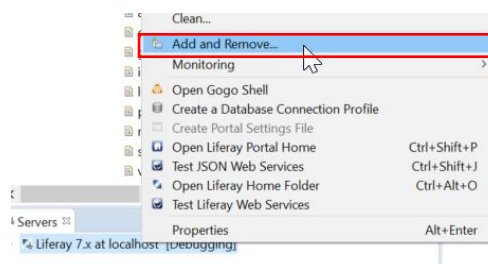 Clean...
Add and Remove...
Monitoring
Open Gogo Shell
Create a Database Connection Profile
Create Portal Settings File
Open Liferay Portal Home Ctrl+Shift+P
Test JSON Web Services Ctrl+Shift+J
Open Liferay Home Folder Ctrl+Alt+O
Test Liferay Web Services
Properties Alt+Enter
Servers
Liferay 7.x at localhost [Debugging]